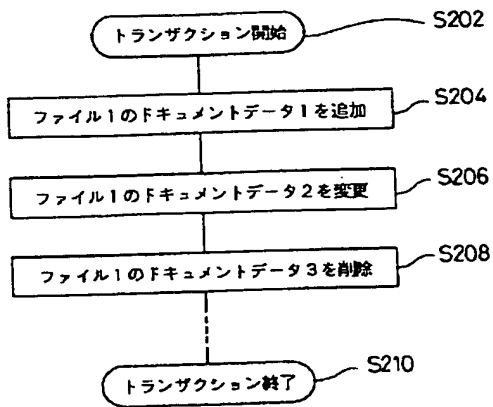 トランザクション開始
S202
ファイル1のドキュメントデータ1を追加
S204
ファイル1のドキュメントデータ2を変更
S206
ファイル1のドキュメントデータ3を削除
S208
トランザクション終了
S210